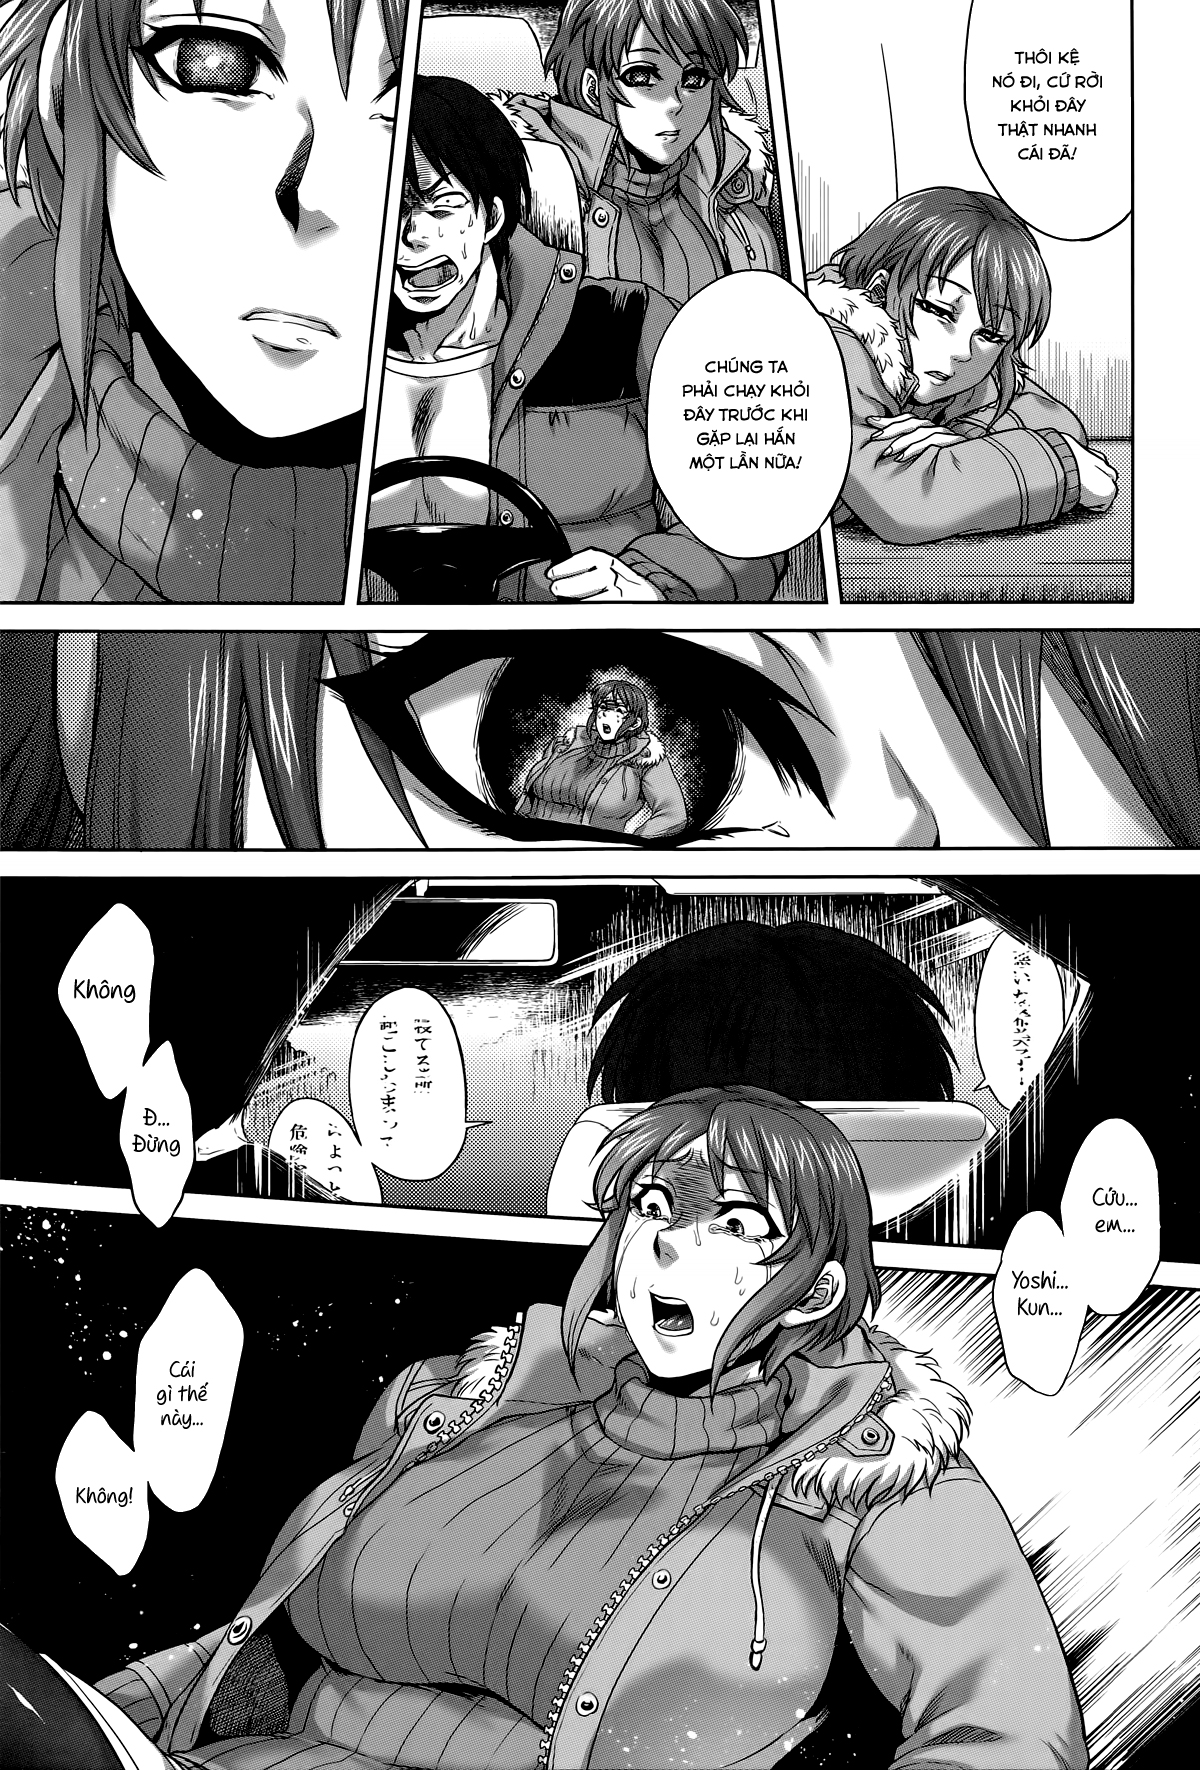 THÔI KỆ
NÓ ĐI, CỨ RỜI
KHỎI ĐÂY
THẬT NHANH
CÁI ĐÃ!
CHÚNG TA
PHẢI CHẠY KHỎI
ĐÂY TRƯỚC KHI
GẶP LẠI HẮN
MỘT LẦN NỮA!
Cứu...
em...
Yoshi...
Kun...
Không
Đ...
Đừng
Cái
gì thế
này...
Không!